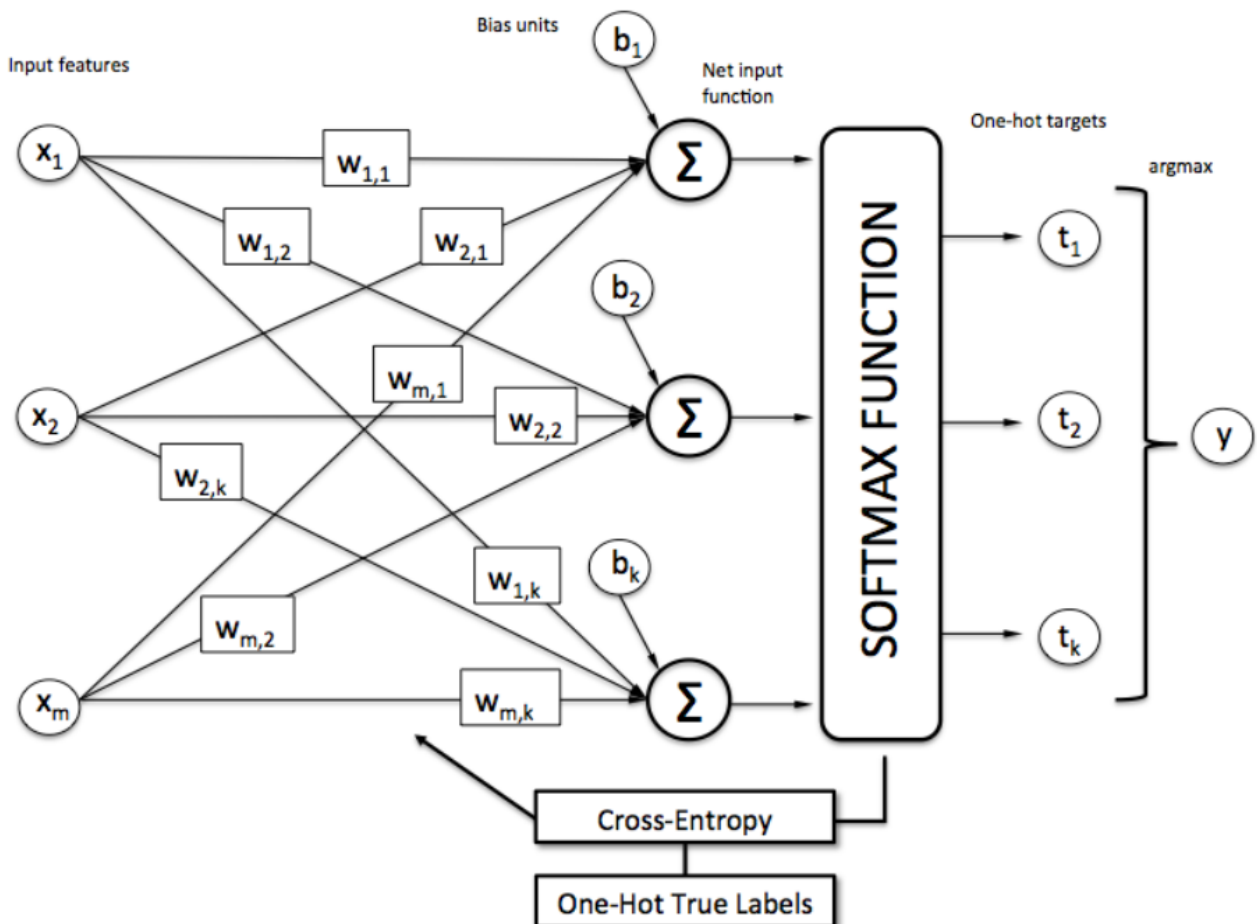 Bias units
b1
Input features
Net input
function
One-hot targets
argmax
x1
w1,1
Σ
w1,2
w2,1
t1
b2
SOFTMAX FUNCTION
wm,1
x2
w2,2
Σ
t2
y
w2,k
bk
w1,k
wm,2
tk
xm
wm,k
Σ
Cross-Entropy
One-Hot True Labels